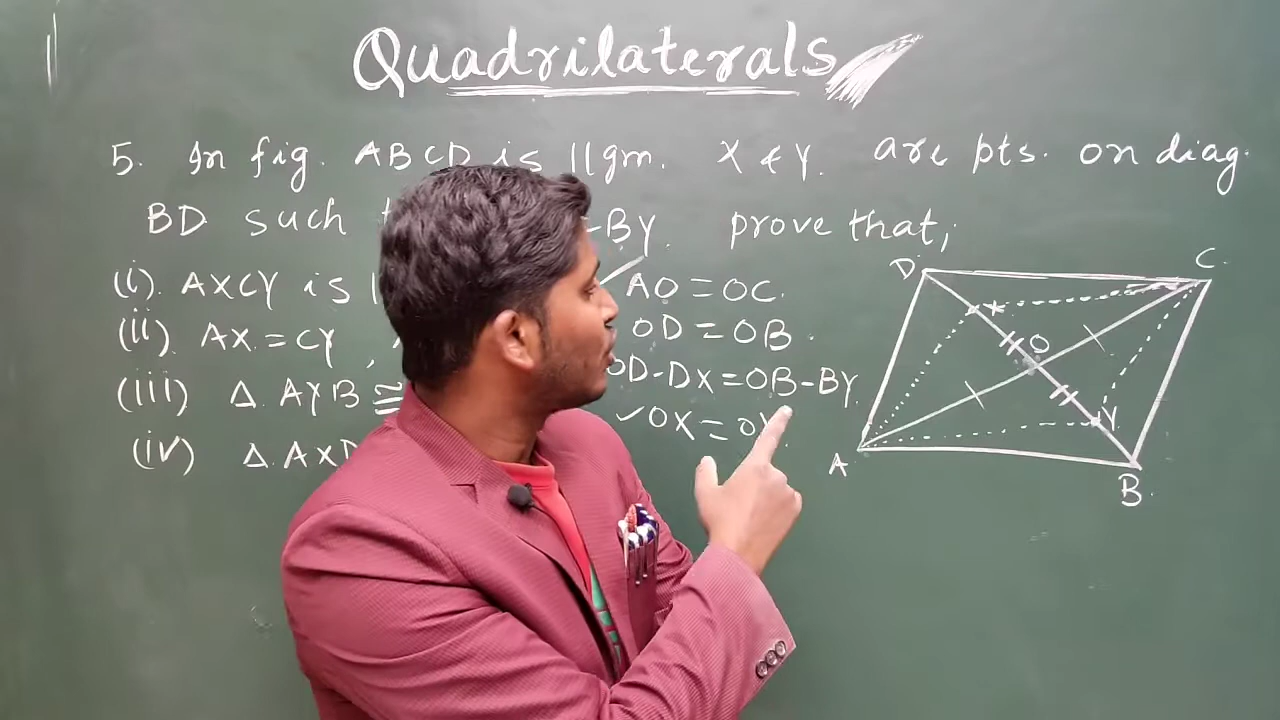 Quadrilaterals
5. In fig. ABCD is ||gm. X & Y. are pts. on diag.
BD such =BY. prove that,
(i). AXCY is
(ii). AX = CY,
(iii) Δ AYB ≅
(iv) Δ AXD
AO = OC.
OD = OB.
OD-DX=OB-BY.
✓OX = OY.
D C.
X
O
Y
A
B.